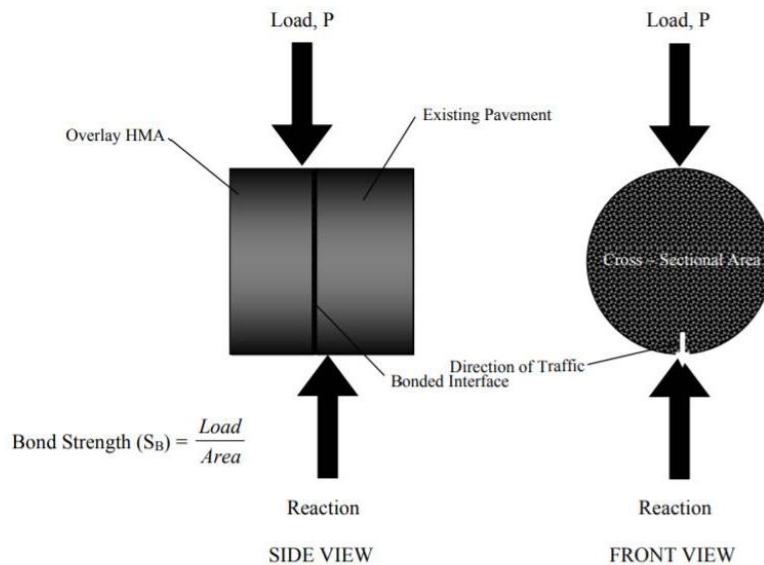 Load, P
Load, P
Overlay HMA
Existing Pavement
Cross – Sectional Area
Direction of Traffic
Bonded Interface
Bond Strength (S_B) = Load / Area
Reaction
Reaction
SIDE VIEW
FRONT VIEW